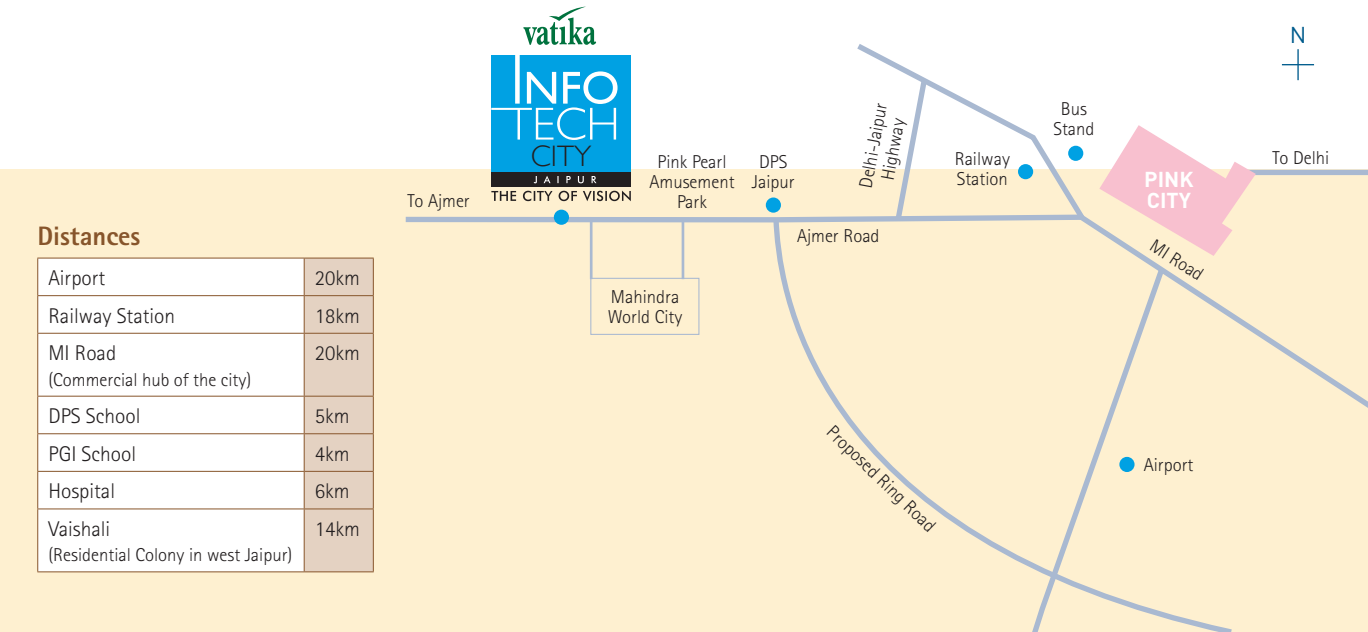 vatika
INFO
TECH
CITY
JAIPUR
THE CITY OF VISION
N
To Ajmer
Pink Pearl
Amusement
Park
DPS
Jaipur
Delhi-Jaipur
Highway
Railway
Station
Bus
Stand
PINK
CITY
To Delhi
Ajmer Road
MI Road
Mahindra
World City
Proposed Ring Road
Airport
Distances
Airport 20km
Railway Station 18km
MI Road 20km
(Commercial hub of the city)
DPS School 5km
PGI School 4km
Hospital 6km
Vaishali 14km
(Residential Colony in west Jaipur)